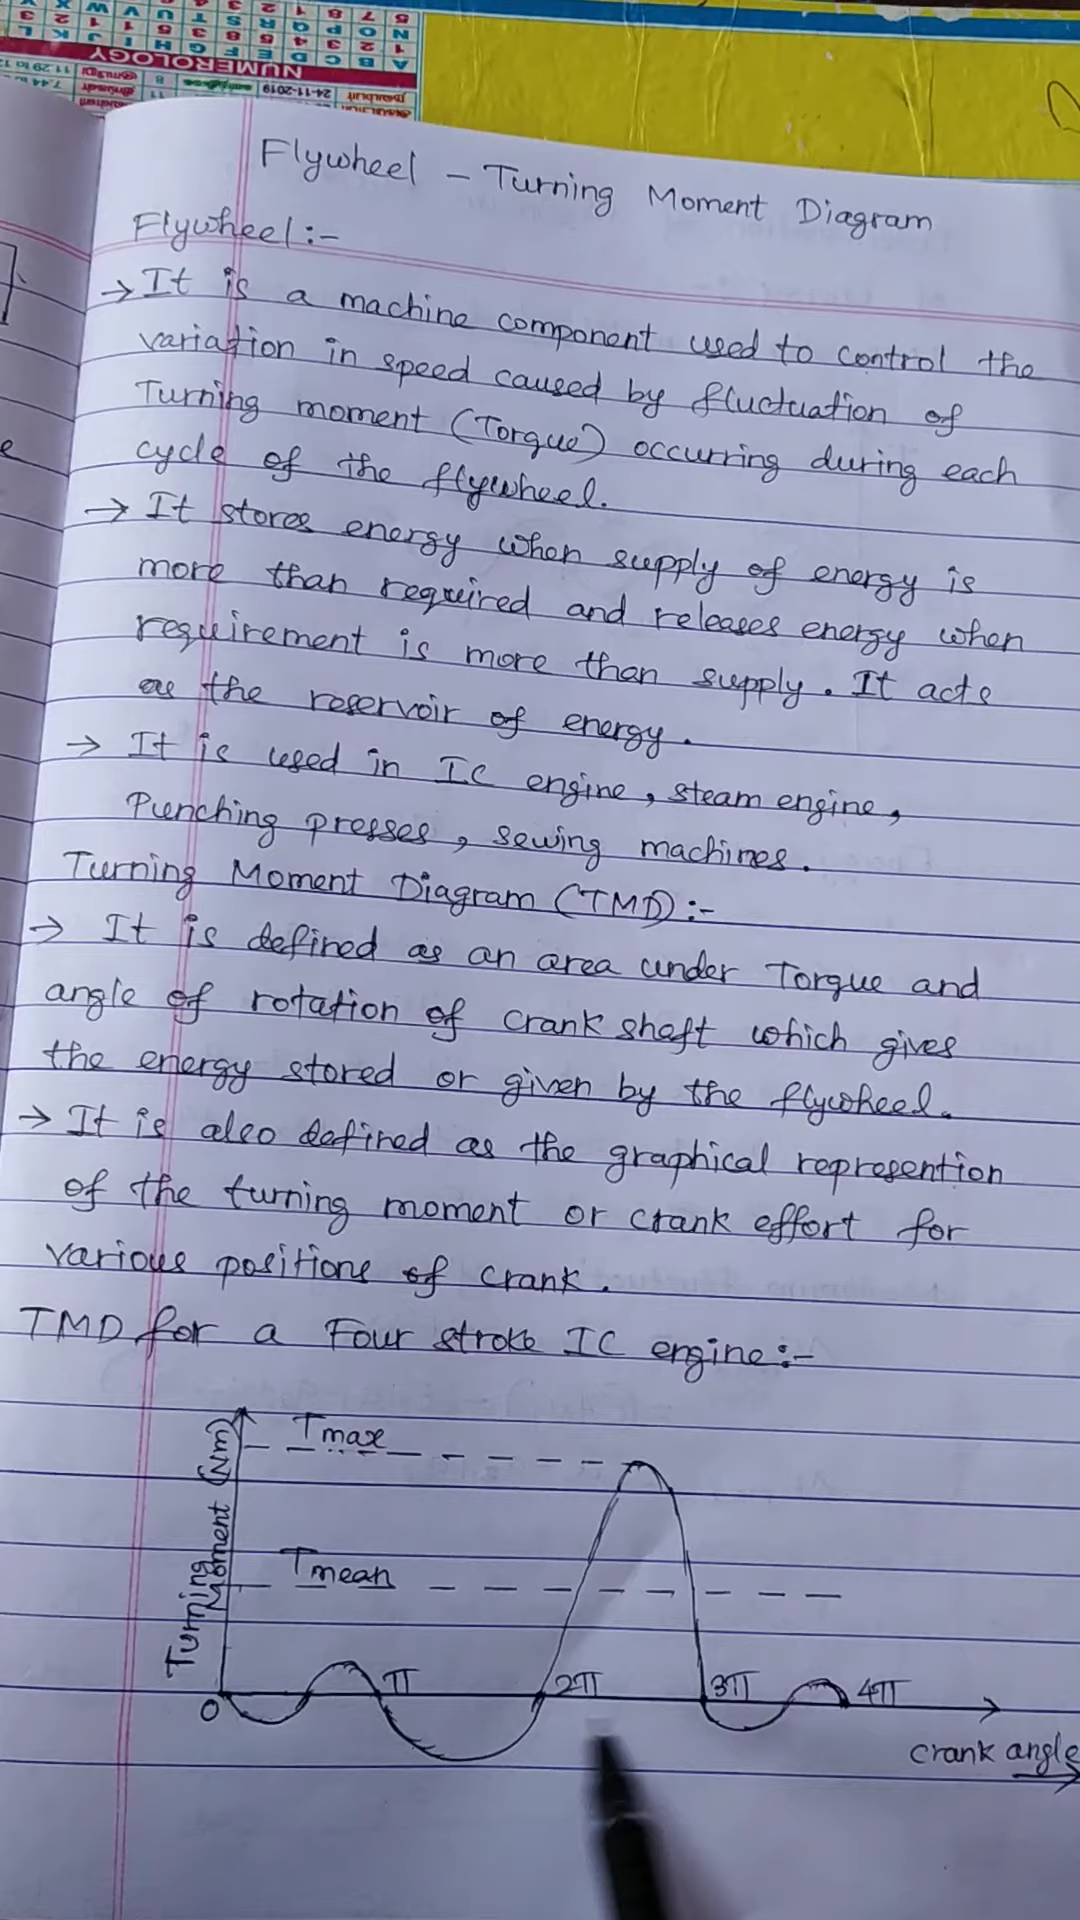 NUMEROLOGY
24-11-2019
Flywheel - Turning Moment Diagram
Flywheel :-
→ It is a machine component used to control the
variation in speed caused by fluctuation of
Turning moment (Torque) occurring during each
cycle of the flywheel.
→ It stores energy when supply of energy is
more than required and releases energy when
requirement is more than supply. It acts
as the reservoir of energy.
→ It is used in IC engine, steam engine,
Punching presses, sewing machines.
Turning Moment Diagram (TMD) :-
→ It is defined as an area under Torque and
angle of rotation of crank shaft which gives
the energy stored or given by the flywheel.
→ It is also defined as the graphical represention
of the turning moment or crank effort for
various positions of crank.
TMD for a Four stroke IC engine :-
Tmax
Turning Moment (Nm)
Tmean
0 π 2π 3π 4π
crank angle